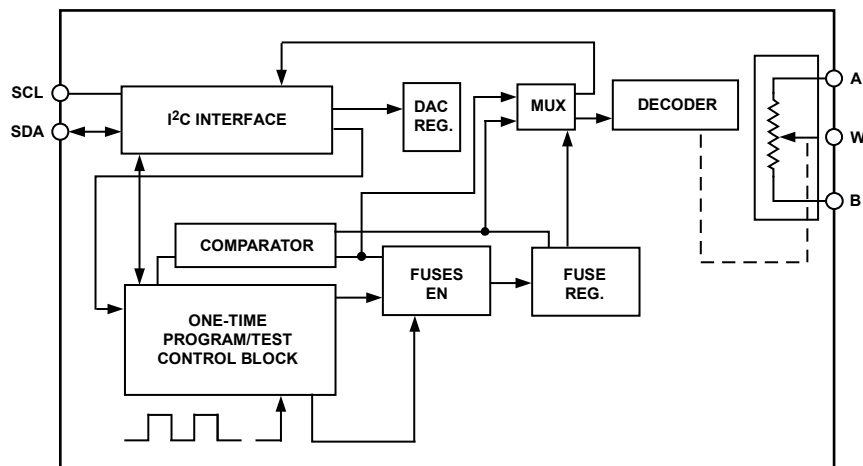 SCL
SDA
I²C INTERFACE
DAC
REG.
MUX
DECODER
A
W
B
COMPARATOR
FUSES
EN
FUSE
REG.
ONE-TIME
PROGRAM/TEST
CONTROL BLOCK